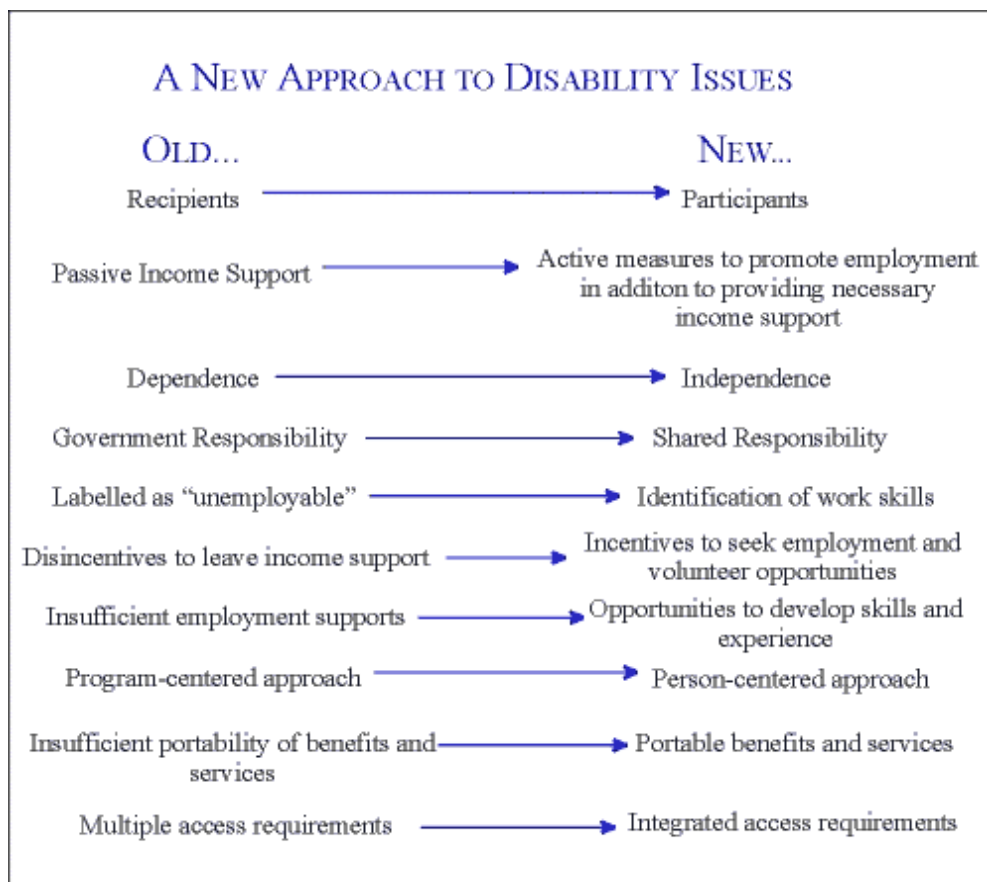 A New Approach to Disability Issues
Old...
New...
Recipients
Participants
Passive Income Support
Active measures to promote employment
in additon to providing necessary
income support
Dependence
Independence
Government Responsibility
Shared Responsibility
Labelled as “unemployable”
Identification of work skills
Disincentives to leave income support
Incentives to seek employment and
volunteer opportunities
Insufficient employment supports
Opportunities to develop skills and
experience
Program-centered approach
Person-centered approach
Insufficient portability of benefits and
services
Portable benefits and services
Multiple access requirements
Integrated access requirements